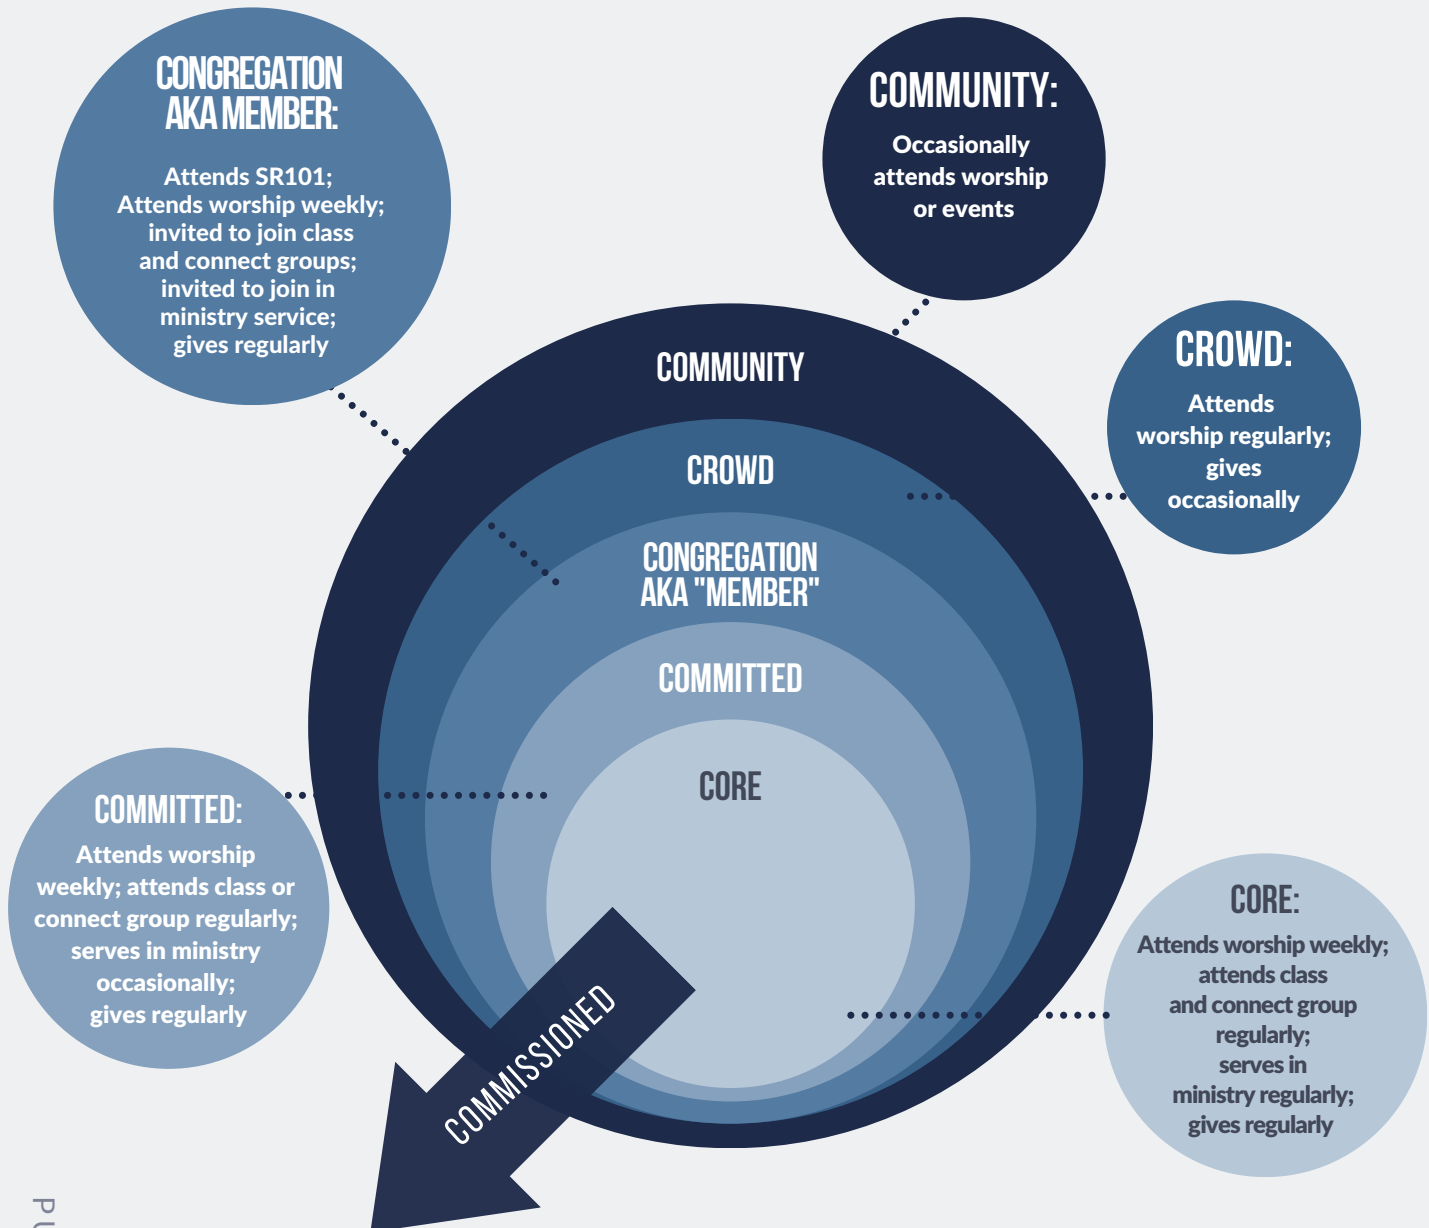 CONGREGATION
AKA MEMBER:
Attends SR101;
Attends worship weekly;
invited to join class
and connect groups;
invited to join in
ministry service;
gives regularly
COMMUNITY:
Occasionally
attends worship
or events
CROWD:
Attends
worship regularly;
gives
occasionally
COMMUNITY
CROWD
CONGREGATION
AKA "MEMBER"
COMMITTED
CORE
COMMITTED:
Attends worship
weekly; attends class or
connect group regularly;
serves in ministry
occasionally;
gives regularly
CORE:
Attends worship weekly;
attends class
and connect group
regularly;
serves in
ministry regularly;
gives regularly
COMMISSIONED